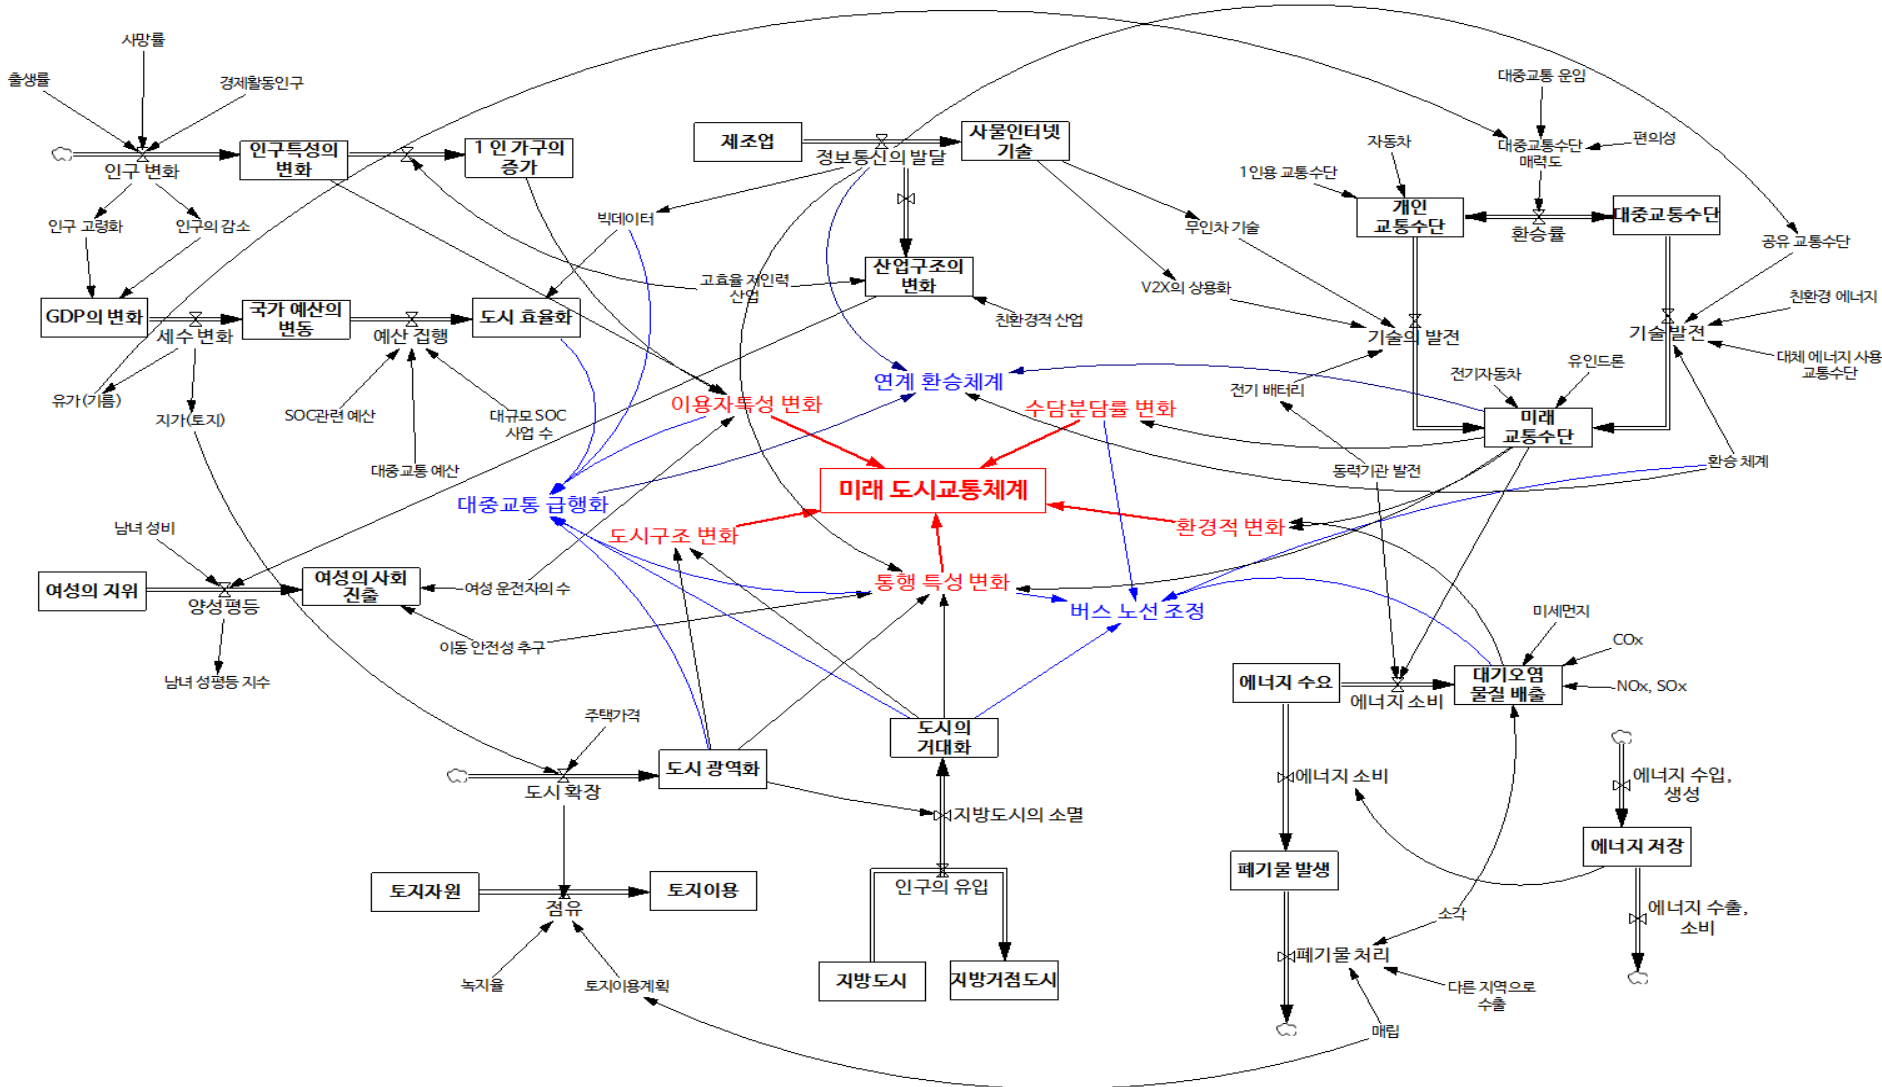 사망률
출생률
경제활동인구
인구 변화
인구특성의
변화
1 인 가구의
증가
인구 고령화
인구의 감소
GDP의 변화
세수 변화
국가 예산의
변동
예산 집행
도시 효율화
유가(기름)
지가(토지)
SOC관련 예산
대규모 SOC
사업 수
대중교통 예산
제조업
정보통신의 발달
사물인터넷
기술
빅데이터
고효율 저인력
산업
산업구조의
변화
친환경적 산업
무인차 기술
V2X의 상용화
대중교통 운임
대중교통수단
매력도
편의성
자동차
1인용 교통수단
개인
교통수단
환승률
대중교통수단
공유 교통수단
친환경 에너지
기술의 발전
기술 발전
대체 에너지 사용
교통수단
전기 배터리
전기자동차
유인드론
미래
교통수단
환승 체계
동력기관 발전
연계 환승체계
이용자특성 변화
수담분담률 변화
미래 도시교통체계
대중교통 급행화
도시구조 변화
환경적 변화
통행 특성 변화
버스 노선 조정
남녀 성비
여성의 지위
양성평등
여성의 사회
진출
여성 운전자의 수
이동 안전성 추구
남녀 성평등 지수
주택가격
도시 확장
도시 광역화
도시의
거대화
지방도시의 소멸
인구의 유입
지방도시
지방거점도시
토지자원
점유
토지이용
녹지율
토지이용계획
미세먼지
COx
NOx, SOx
에너지 수요
에너지 소비
대기오염
물질 배출
에너지 소비
에너지 수입,
생성
에너지 저장
에너지 수출,
소비
폐기물 발생
소각
폐기물 처리
다른 지역으로
수출
매립